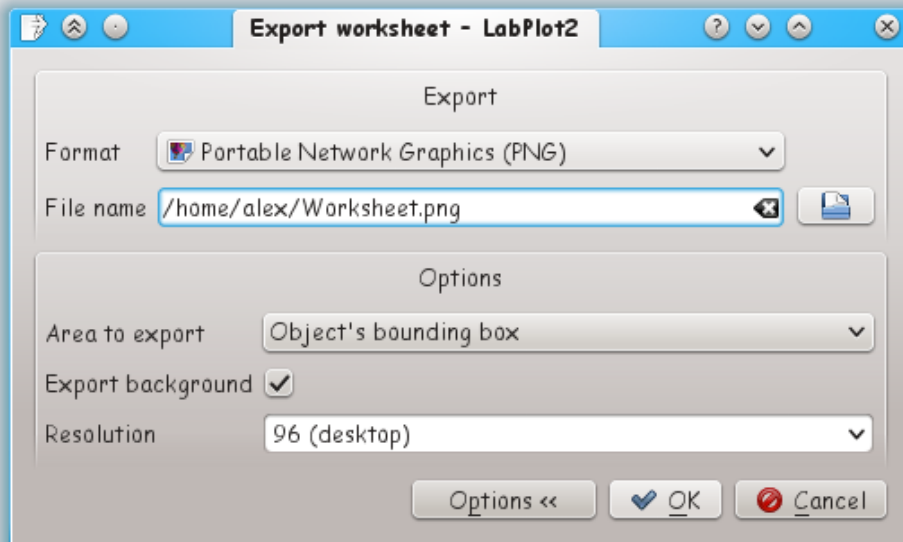 Export worksheet - LabPlot2
Export
Format Portable Network Graphics (PNG)
File name /home/alex/Worksheet.png
Options
Area to export Object's bounding box
Export background
Resolution 96 (desktop)
Options << OK Cancel